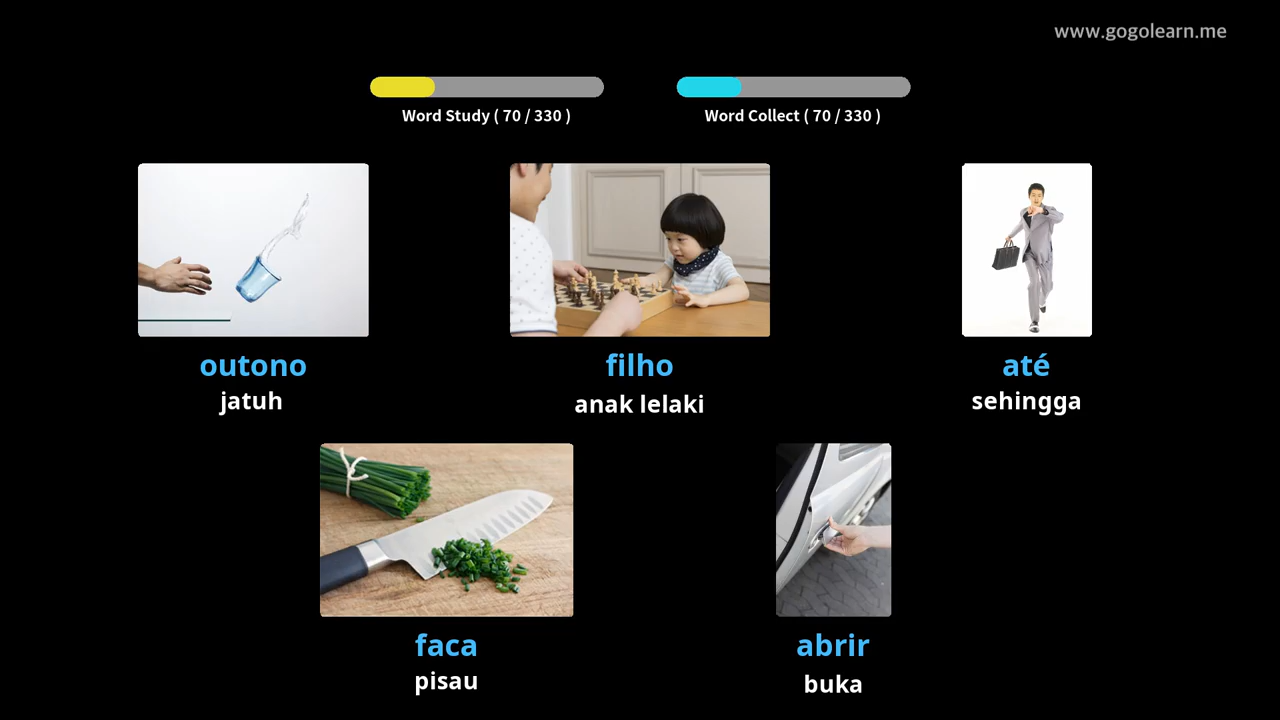 www.gogolearn.me
Word Study ( 70 / 330 )
Word Collect ( 70 / 330 )
outono
jatuh
filho
anak lelaki
até
sehingga
faca
pisau
abrir
buka